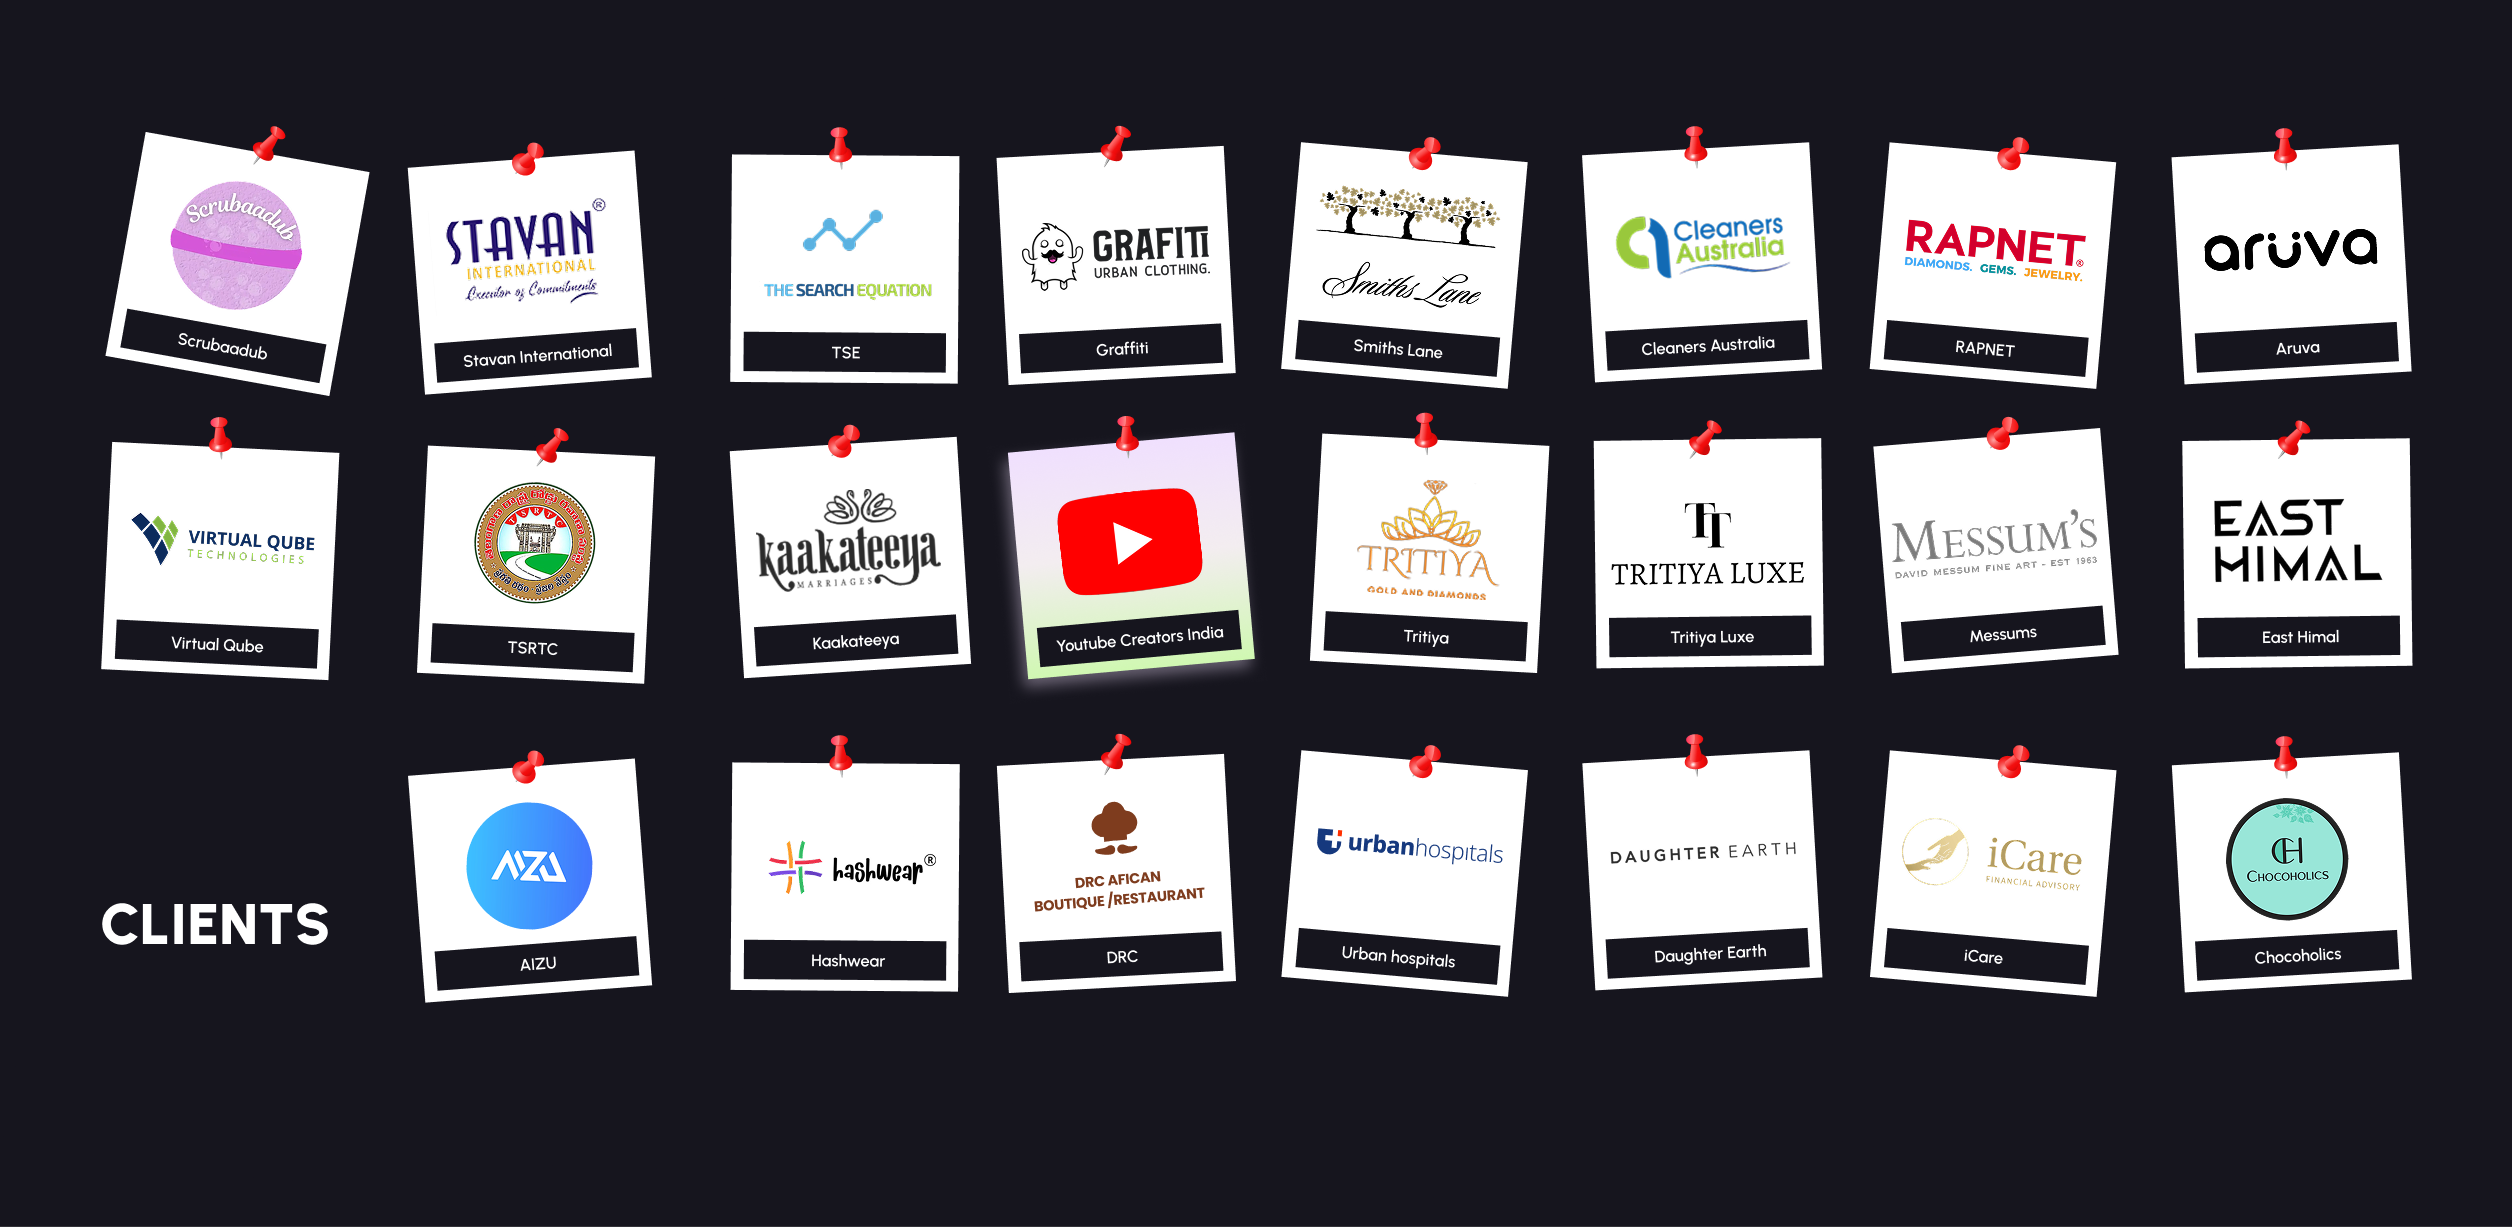 Scrubaadub
Scrubaadub
STAVAN®
INTERNATIONAL
Executor of Commitments
Stavan International
THE SEARCH EQUATION
TSE
GRAFITI
URBAN CLOTHING.
Graffiti
Smiths Lane
Smiths Lane
Cleaners
Australia
Cleaners Australia
RAPNET®
DIAMONDS. GEMS. JEWELRY.
RAPNET
arüva
Aruva
VIRTUAL QUBE
TECHNOLOGIES
Virtual Qube
TSRTC
TSRTC
kaakateeya
MARRIAGES
Kaakateeya
Youtube Creators India
TRITIYA
GOLD AND DIAMONDS
Tritiya
TT
TRITIYA LUXE
Tritiya Luxe
MESSUM'S
DAVID MESSUM FINE ART - EST 1963
Messums
EAST
HIMAL
East Himal
CLIENTS
AIZU
AIZU
hashwear®
Hashwear
DRC AFICAN
BOUTIQUE /RESTAURANT
DRC
urbanhospitals
Urban hospitals
DAUGHTER EARTH
Daughter Earth
iCare
FINANCIAL ADVISORY
iCare
CH
CHOCOHOLICS
Chocoholics